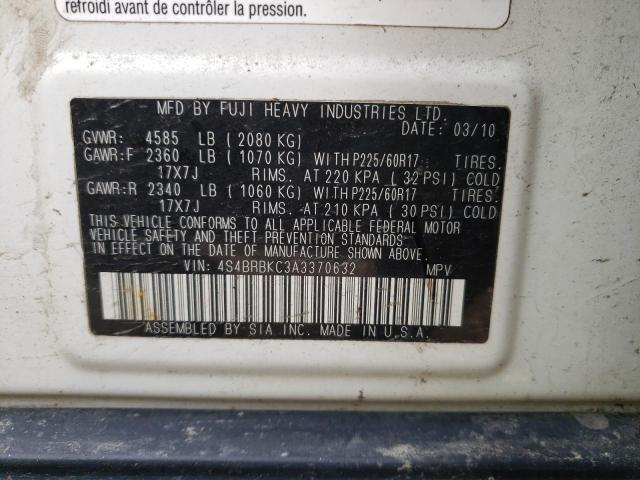 refroidi avant de contrôler la pression.
MFD BY FUJI HEAVY INDUSTRIES LTD.
DATE: 03/10
GVWR: 4585 LB ( 2080 KG)
GAWR:F 2360 LB ( 1070 KG) WITH P225/60R17 TIRES.
17X7J RIMS. AT 220 KPA ( 32 PSI) COLD
GAWR:R 2340 LB ( 1060 KG) WITH P225/60R17 TIRES.
17X7J RIMS. AT 210 KPA ( 30 PSI) COLD
THIS VEHICLE CONFORMS TO ALL APPLICABLE FEDERAL MOTOR
VEHICLE SAFETY AND THEFT PREVENTION STANDARDS
IN EFFECT ON THE DATE OF MANUFACTURE SHOWN ABOVE.
VIN: 4S4BRBKC3A3370632 MPV
ASSEMBLED BY SIA INC. MADE IN U.S.A.